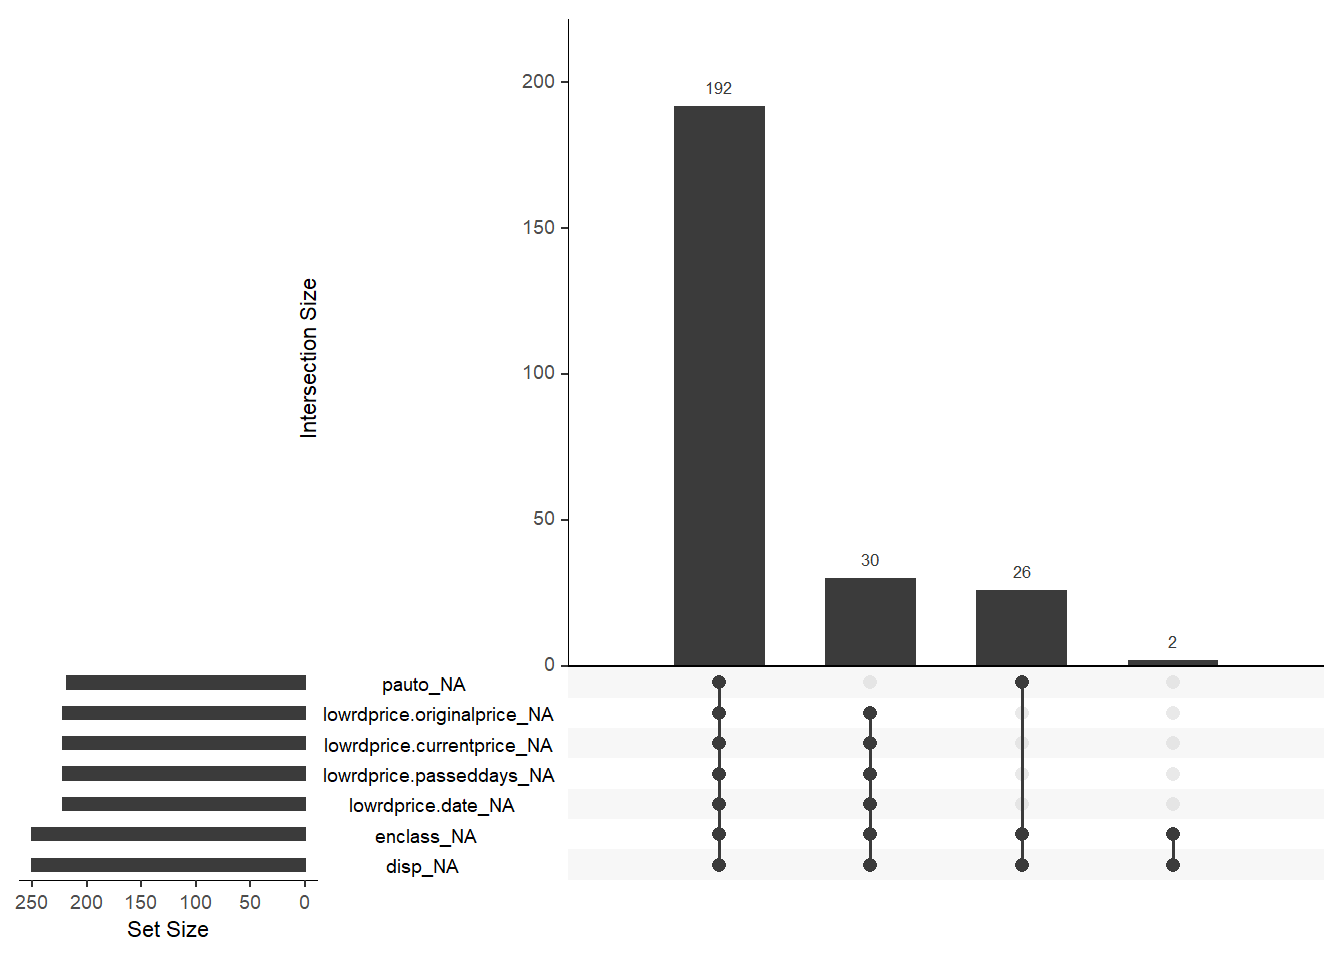 200
192
150
Intersection Size
100
50
30
26
2
0
pauto_NA
lowrdprice.originalprice_NA
lowrdprice.currentprice_NA
lowrdprice.passeddays_NA
lowrdprice.date_NA
enclass_NA
disp_NA
250 200 150 100 50 0
Set Size